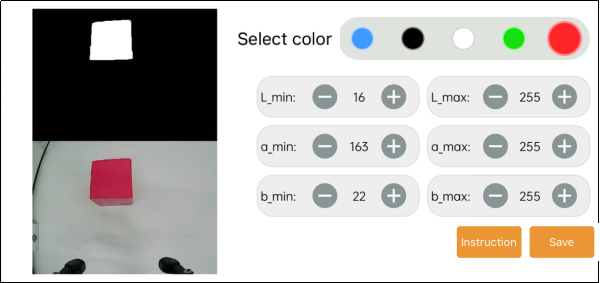 Select color
L_min: 16 L_max: 255
a_min: 163 a_max: 255
b_min: 22 b_max: 255
Instruction Save